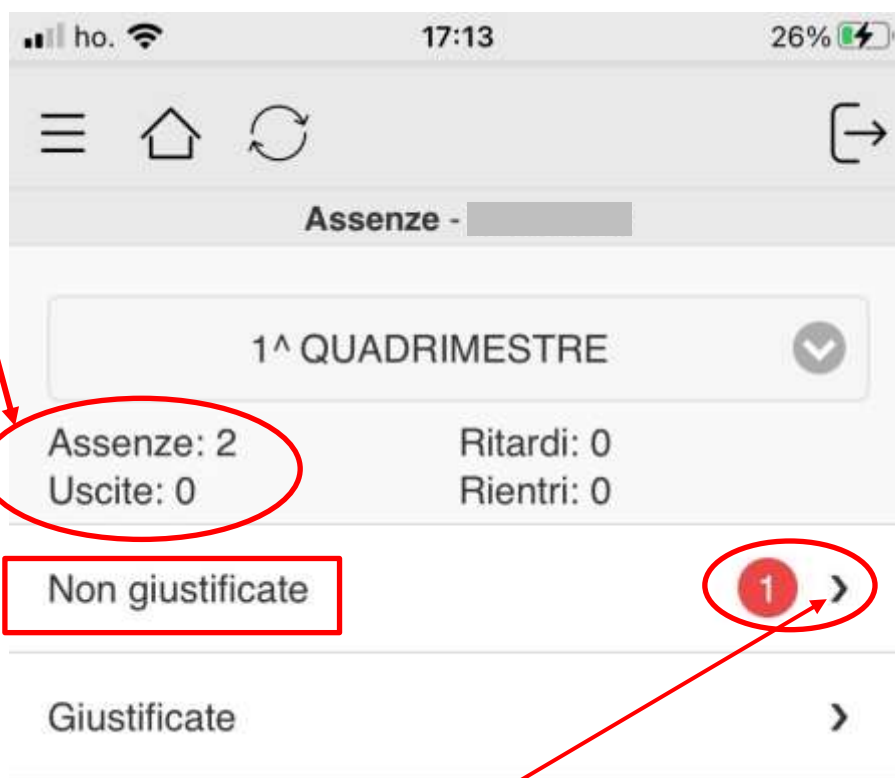 ho. 17:13 26%
Assenze -
1^ QUADRIMESTRE
Assenze: 2 Ritardi: 0
Uscite: 0 Rientri: 0
Non giustificate 1
Giustificate